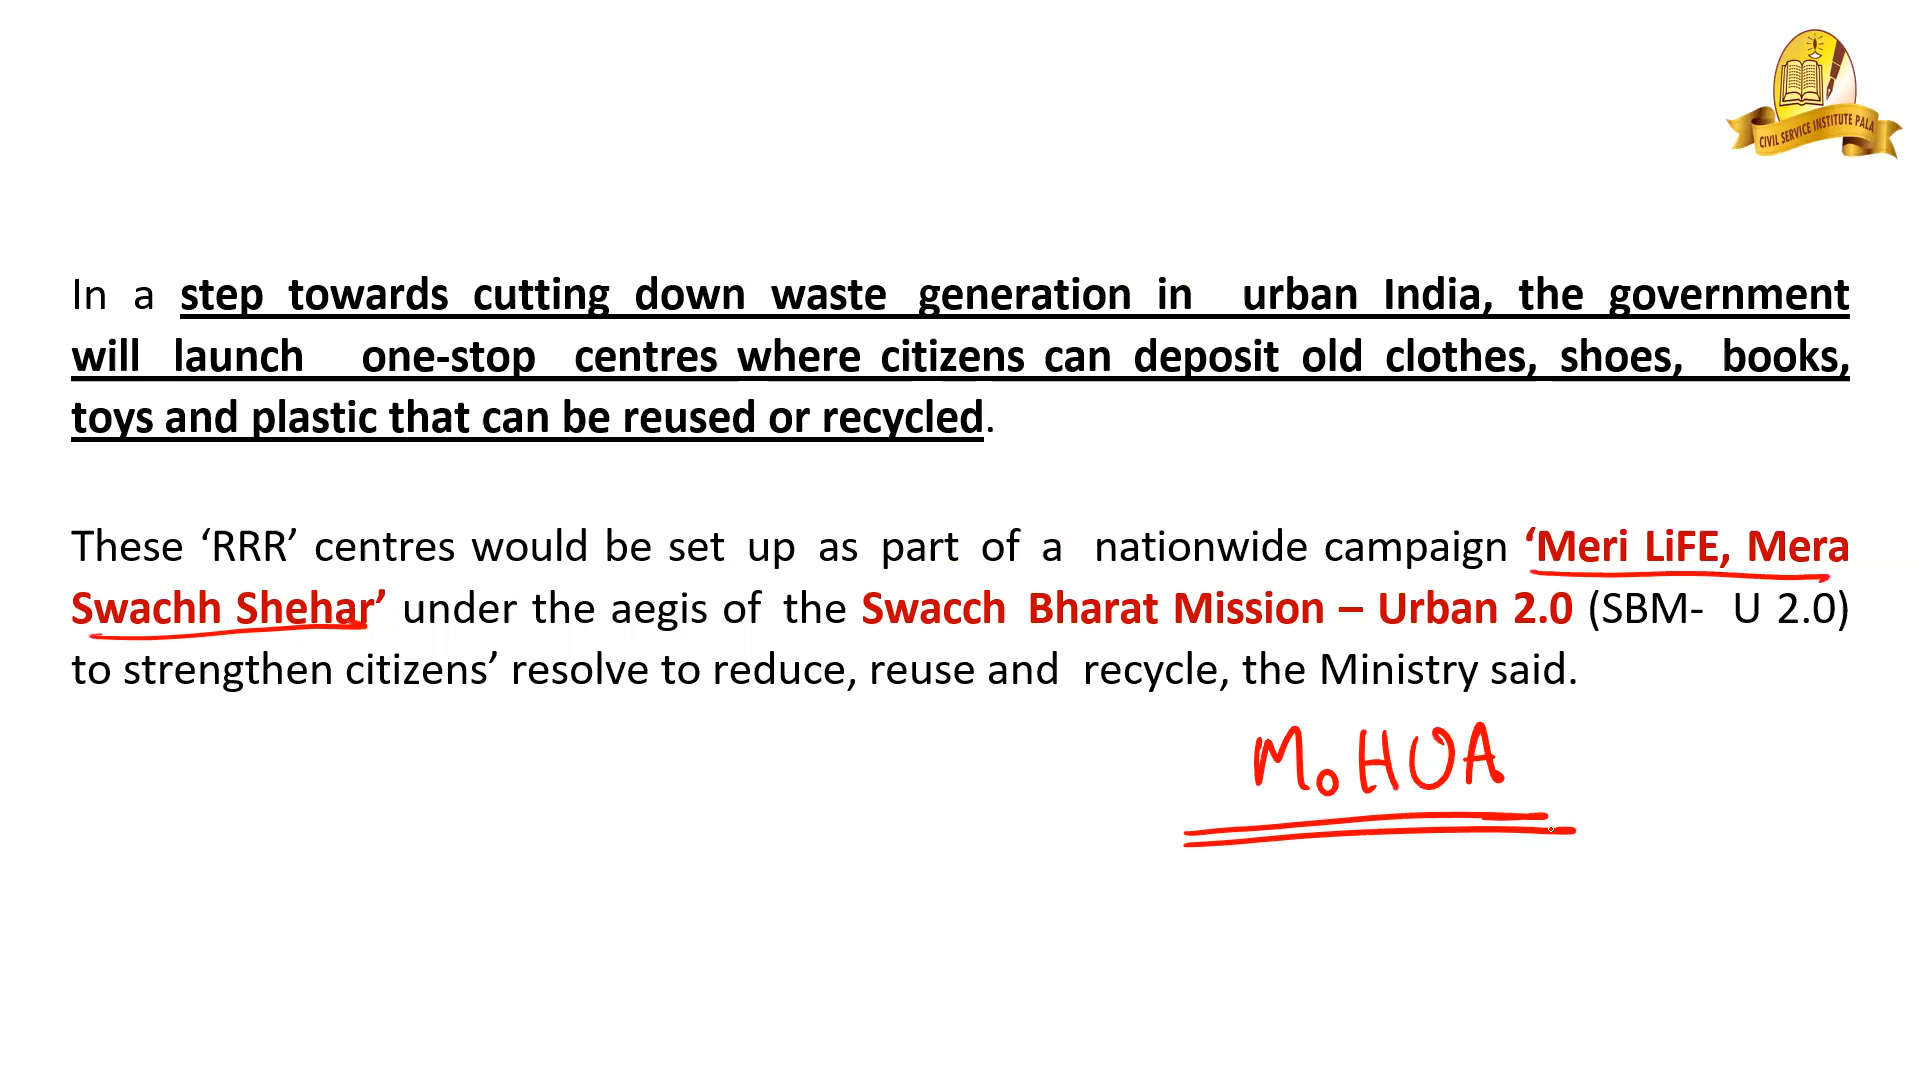 CIVIL SERVICE INSTITUTE PALA
In a step towards cutting down waste generation in urban India, the government
will launch one-stop centres where citizens can deposit old clothes, shoes, books,
toys and plastic that can be reused or recycled.
These ‘RRR’ centres would be set up as part of a nationwide campaign ‘Meri LiFE, Mera
Swachh Shehar’ under the aegis of the Swacch Bharat Mission – Urban 2.0 (SBM- U 2.0)
to strengthen citizens’ resolve to reduce, reuse and recycle, the Ministry said.
MoHUA